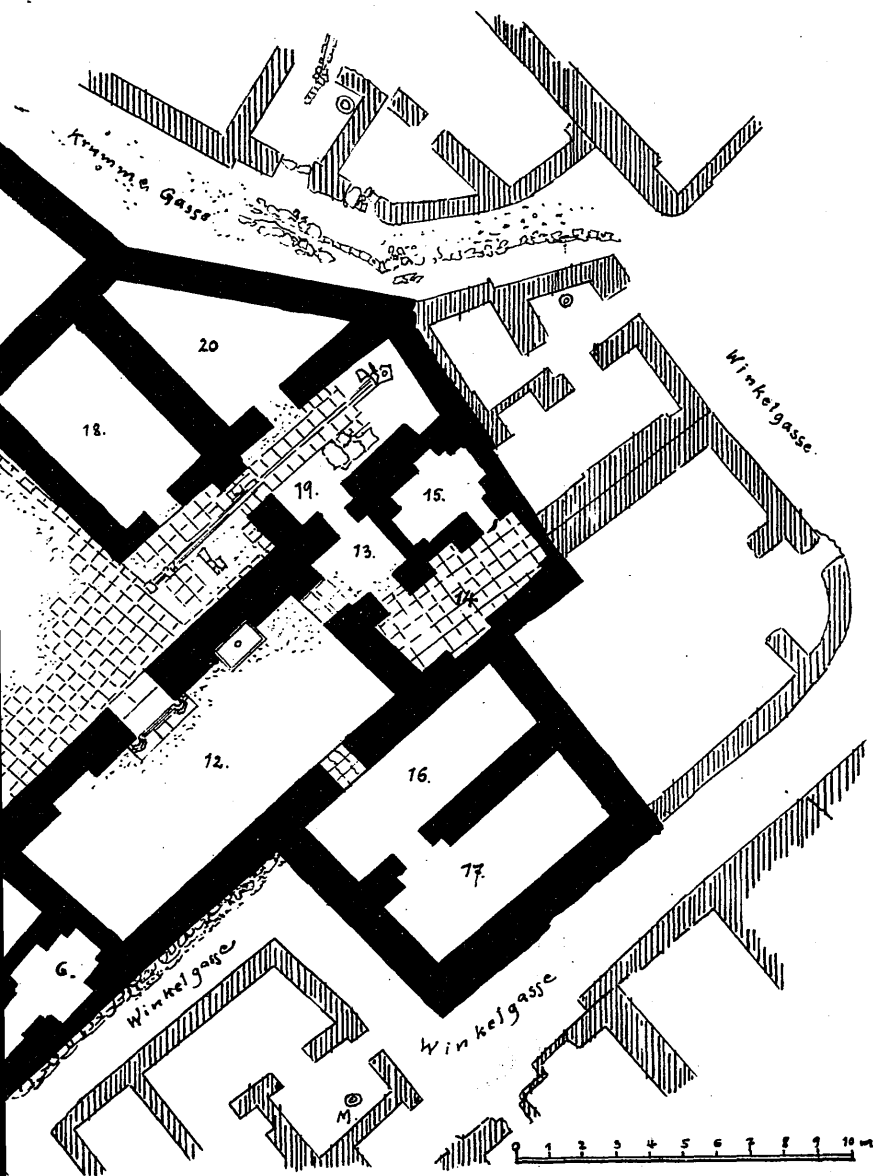 Krumme Gasse
20
Winkelgasse.
18.
19.
15.
13.
14.
12.
16.
17.
6.
Winkelgasse
Winkelgasse
M.
0 1 2 3 4 5 6 7 8 9 10 m